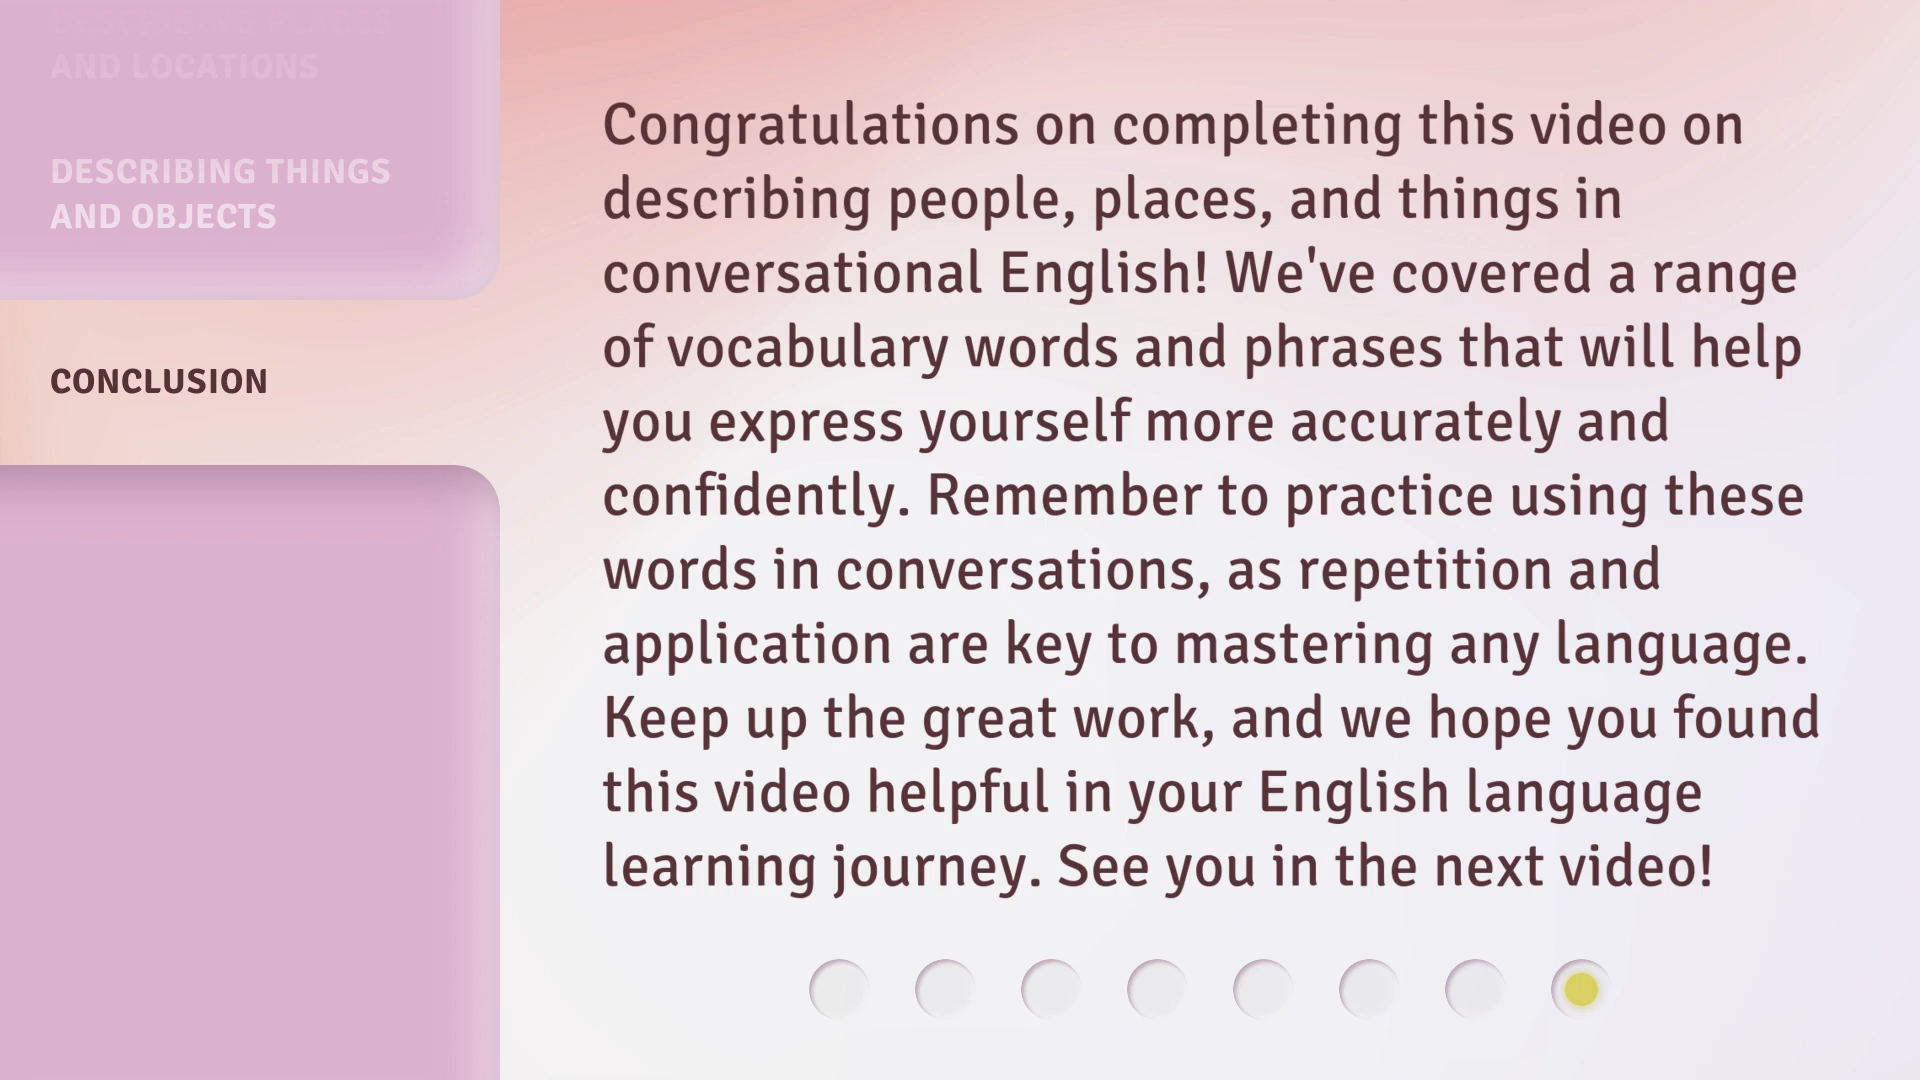 DESCRIBING PLACES
AND LOCATIONS
DESCRIBING THINGS
AND OBJECTS
CONCLUSION
Congratulations on completing this video on
describing people, places, and things in
conversational English! We've covered a range
of vocabulary words and phrases that will help
you express yourself more accurately and
confidently. Remember to practice using these
words in conversations, as repetition and
application are key to mastering any language.
Keep up the great work, and we hope you found
this video helpful in your English language
learning journey. See you in the next video!